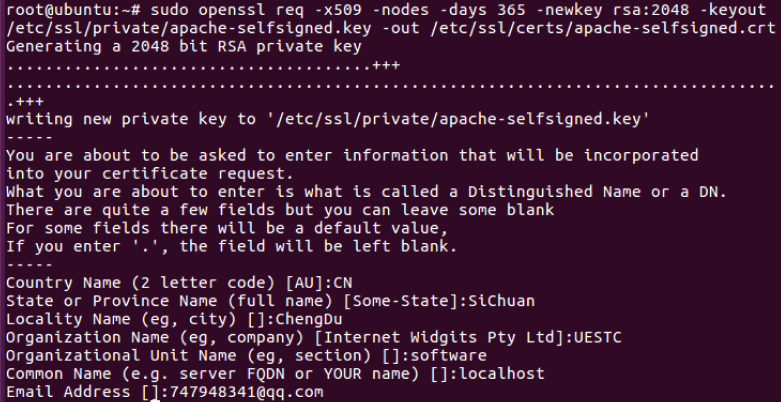 root@ubuntu:~# sudo openssl req -x509 -nodes -days 365 -newkey rsa:2048 -keyout
/etc/ssl/private/apache-selfsigned.key -out /etc/ssl/certs/apache-selfsigned.crt
Generating a 2048 bit RSA private key
......................................+++
................................................................................
.+++
writing new private key to '/etc/ssl/private/apache-selfsigned.key'
-----
You are about to be asked to enter information that will be incorporated
into your certificate request.
What you are about to enter is what is called a Distinguished Name or a DN.
There are quite a few fields but you can leave some blank
For some fields there will be a default value,
If you enter '.', the field will be left blank.
-----
Country Name (2 letter code) [AU]:CN
State or Province Name (full name) [Some-State]:SiChuan
Locality Name (eg, city) []:ChengDu
Organization Name (eg, company) [Internet Widgits Pty Ltd]:UESTC
Organizational Unit Name (eg, section) []:software
Common Name (e.g. server FQDN or YOUR name) []:localhost
Email Address []:747948341@qq.com